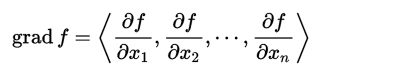 grad f = ⟨ ∂f/∂x₁, ∂f/∂x₂, ⋯, ∂f/∂xₙ ⟩